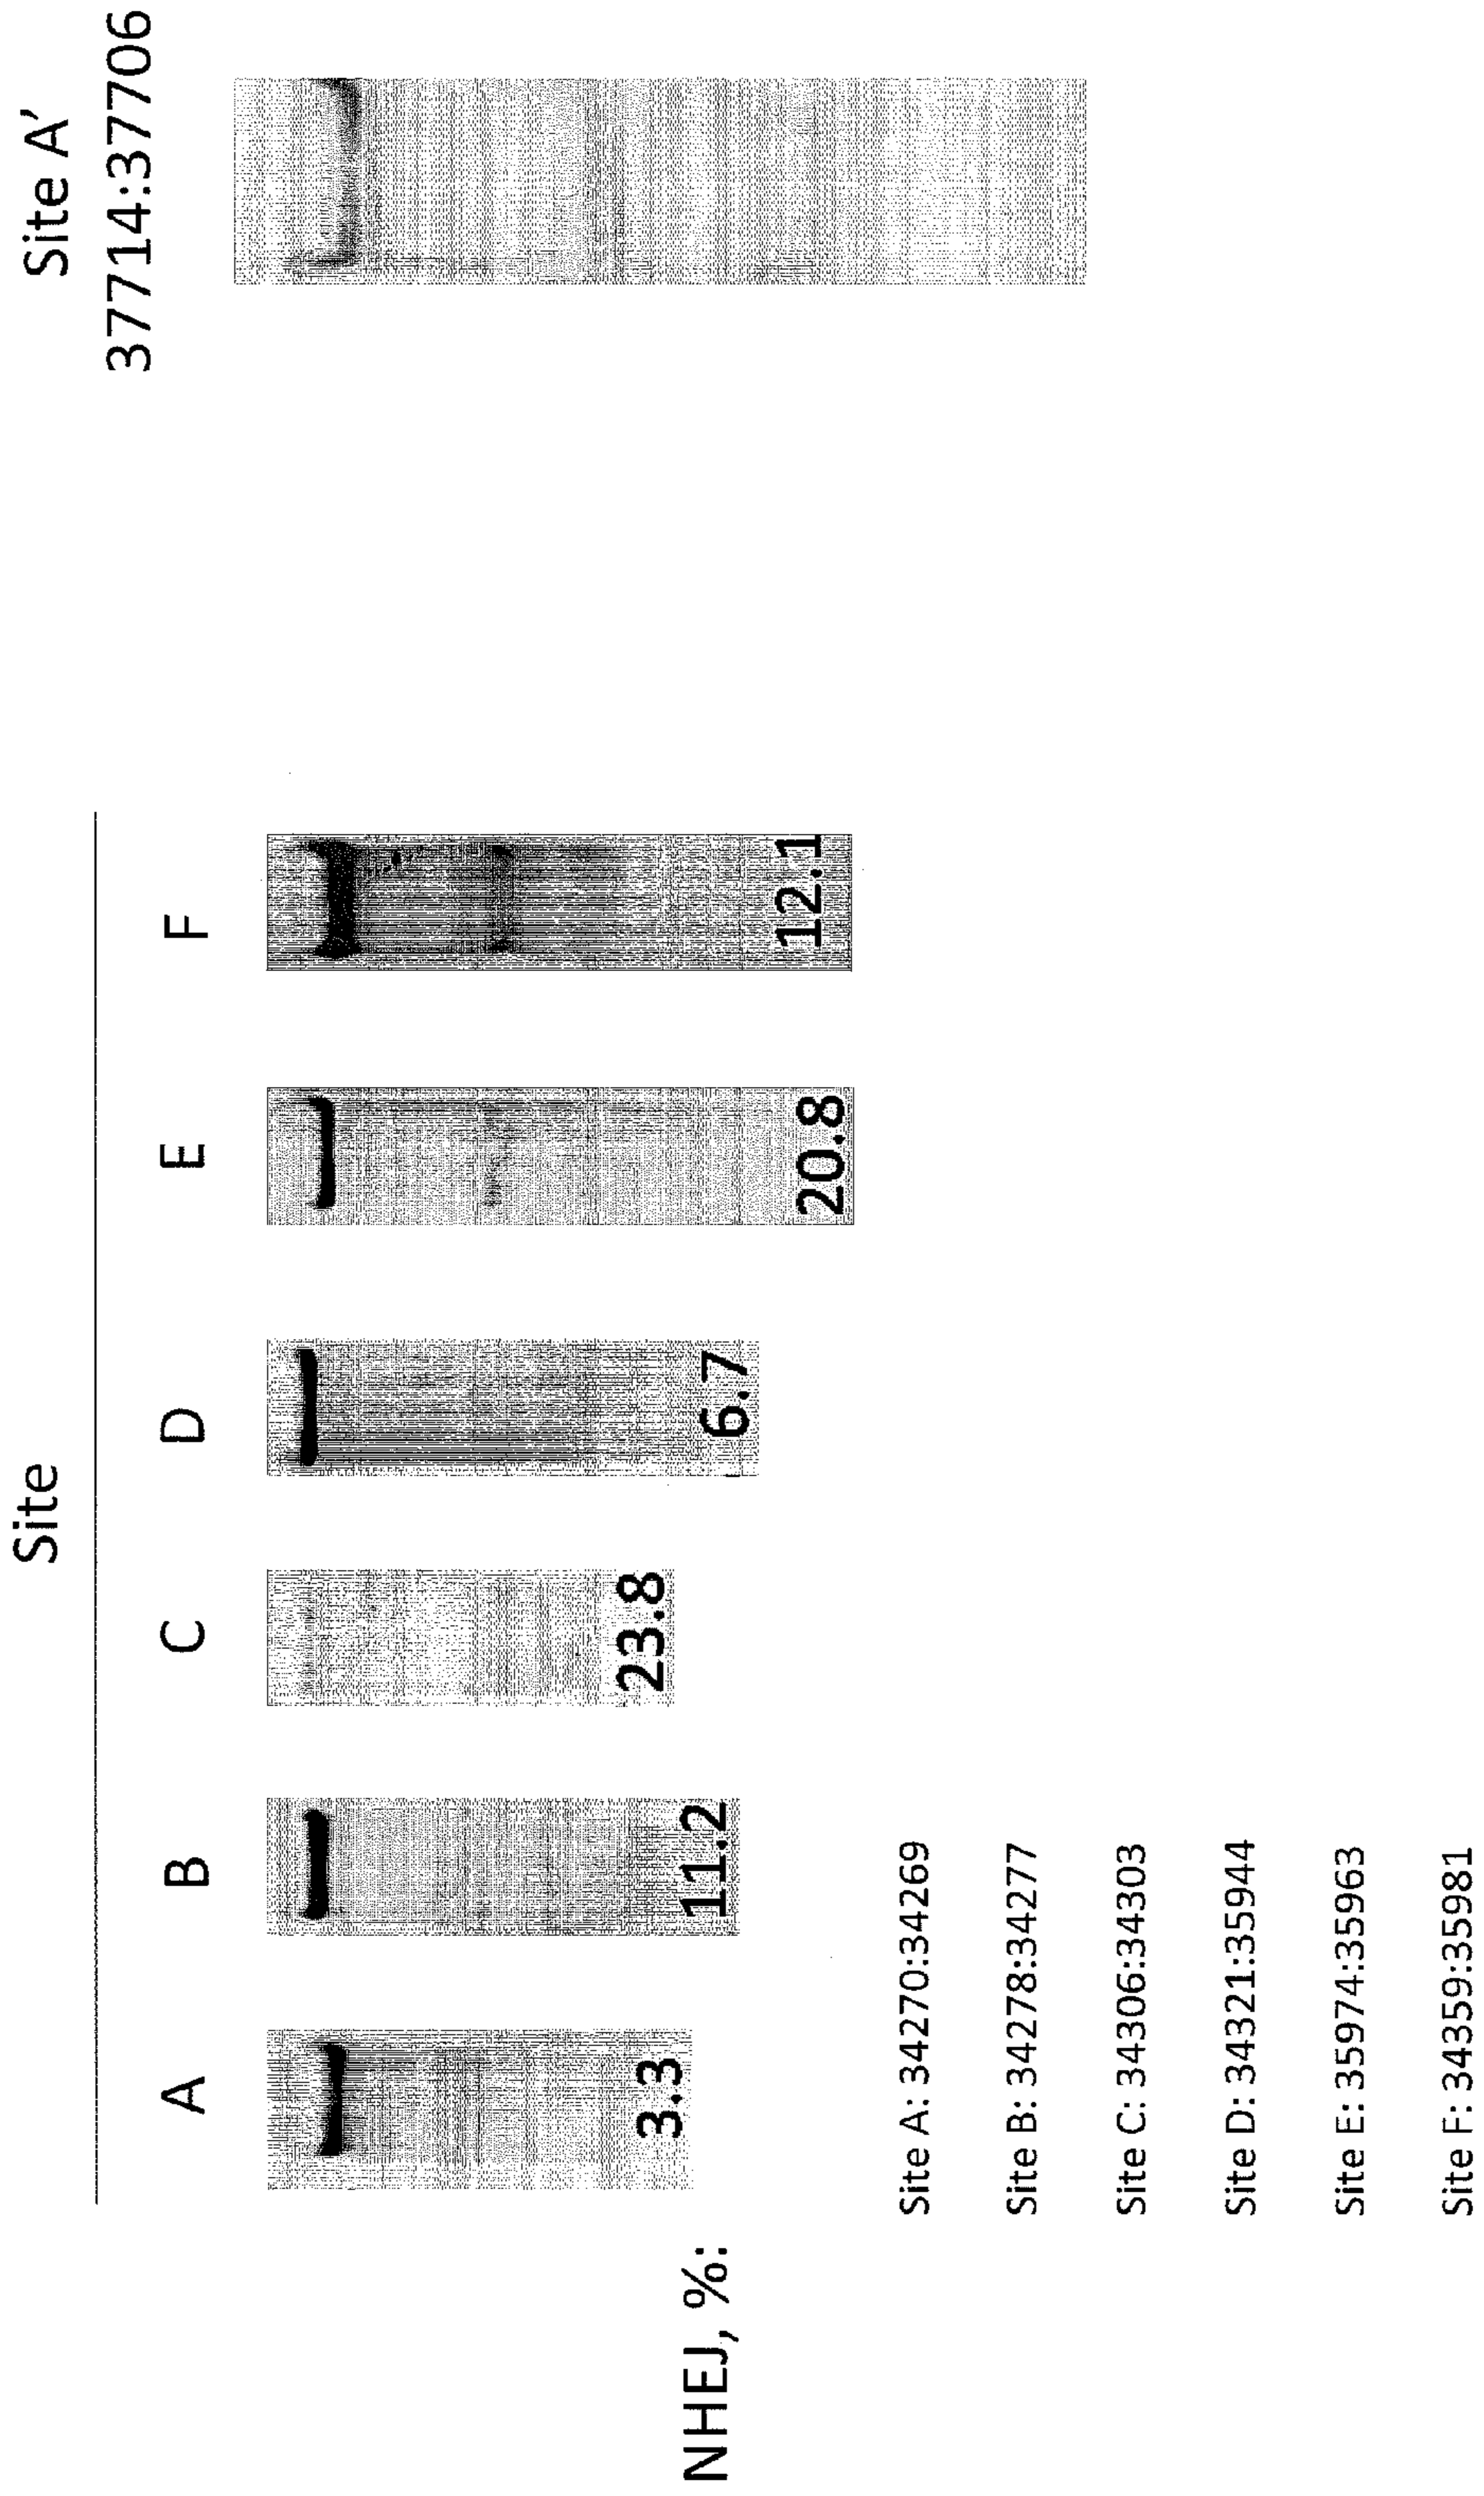 Site
Site A'
37714:37706
A B C D E F
NHEJ, %: 3.3 11.2 23.8 6.7 20.8 12.1
Site A: 34270:34269
Site B: 34278:34277
Site C: 34306:34303
Site D: 34321:35944
Site E: 35974:35963
Site F: 34359:35981